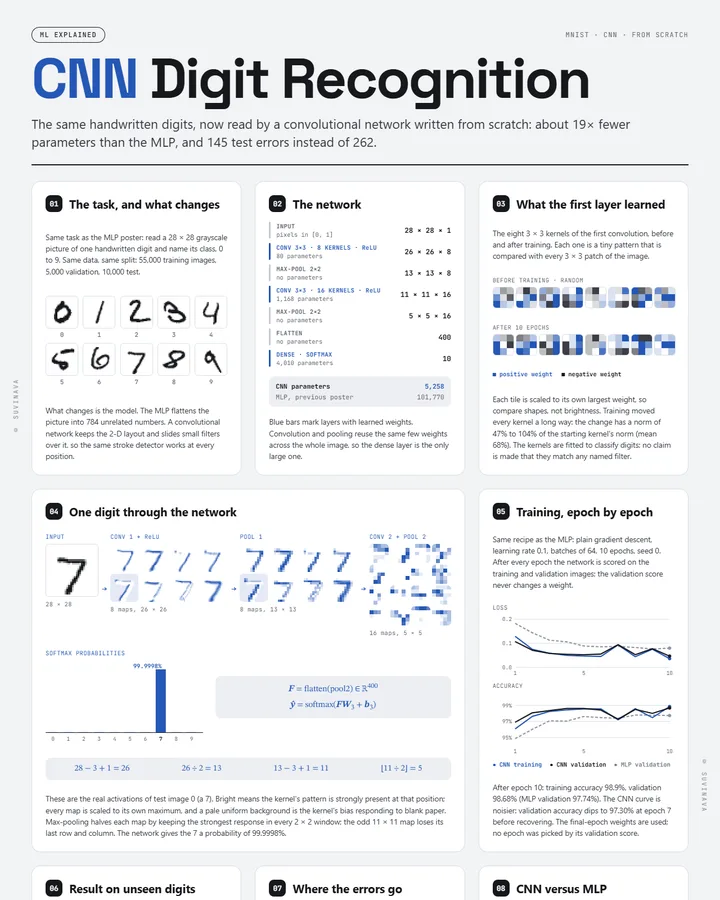 ML EXPLAINED
MNIST · CNN · FROM SCRATCH
CNN Digit Recognition
The same handwritten digits, now read by a convolutional network written from scratch: about 19× fewer
parameters than the MLP, and 145 test errors instead of 262.
01 The task, and what changes
Same task as the MLP poster: read a 28 × 28 grayscale
picture of one handwritten digit and name its class, 0
to 9. Same data, same split: 55,000 training images,
5,000 validation, 10,000 test.
0 1 2 3 4
0 1 2 3 4
5 6 7 8 9
5 6 7 8 9
What changes is the model. The MLP flattens the
picture into 784 unrelated numbers. A convolutional
network keeps the 2-D layout and slides small filters
over it, so the same stroke detector works at every
position.
02 The network
INPUT
pixels in [0, 1]
28 × 28 × 1
CONV 3×3 · 8 KERNELS · ReLU
80 parameters
26 × 26 × 8
MAX-POOL 2×2
no parameters
13 × 13 × 8
CONV 3×3 · 16 KERNELS · ReLU
1,168 parameters
11 × 11 × 16
MAX-POOL 2×2
no parameters
5 × 5 × 16
FLATTEN
no parameters
400
DENSE · SOFTMAX
4,010 parameters
10
CNN parameters 5,258
MLP, previous poster 101,770
Blue bars mark layers with learned weights.
Convolution and pooling reuse the same few weights
across the whole image, so the dense layer is the only
large one.
03 What the first layer learned
The eight 3 × 3 kernels of the first convolution, before
and after training. Each one is a tiny pattern that is
compared with every 3 × 3 patch of the image.
BEFORE TRAINING · RANDOM
AFTER 10 EPOCHS
positive weight negative weight
Each tile is scaled to its own largest weight, so
compare shapes, not brightness. Training moved
every kernel a long way: the change has a norm of
47% to 104% of the starting kernel's norm (mean
68%). The kernels are fitted to classify digits; no claim
is made that they match any named filter.
© SUVINAVA
04 One digit through the network
INPUT
28 × 28
CONV 1 + ReLU
8 maps, 26 × 26
POOL 1
8 maps, 13 × 13
CONV 2 + POOL 2
16 maps, 5 × 5
SOFTMAX PROBABILITIES
99.9998%
0 1 2 3 4 5 6 7 8 9
F = flatten(pool2) ∈ ℝ⁴⁰⁰
ŷ = softmax(FW₃ + b₃)
28 − 3 + 1 = 26 26 ÷ 2 = 13 13 − 3 + 1 = 11 ⌊11 ÷ 2⌋ = 5
These are the real activations of test image 0 (a 7). Bright means the kernel's pattern is strongly present at that position:
every map is scaled to its own maximum, and a pale uniform background is the kernel's bias responding to blank paper.
Max-pooling halves each map by keeping the strongest response in every 2 × 2 window: the odd 11 × 11 map loses its
last row and column. The network gives the 7 a probability of 99.9998%.
05 Training, epoch by epoch
Same recipe as the MLP: plain gradient descent,
learning rate 0.1, batches of 64, 10 epochs, seed 0.
After every epoch the network is scored on the
training and validation images; the validation score
never changes a weight.
LOSS
0.2
0.1
0.0
1 5 10
ACCURACY
99%
97%
95%
1 5 10
CNN training CNN validation MLP validation
After epoch 10: training accuracy 98.9%, validation
98.68% (MLP validation 97.74%). The CNN curve is
noisier: validation accuracy dips to 97.30% at epoch 7
before recovering. The final-epoch weights are used;
no epoch was picked by its validation score.
© SUVINAVA
06 Result on unseen digits
07 Where the errors go
08 CNN versus MLP